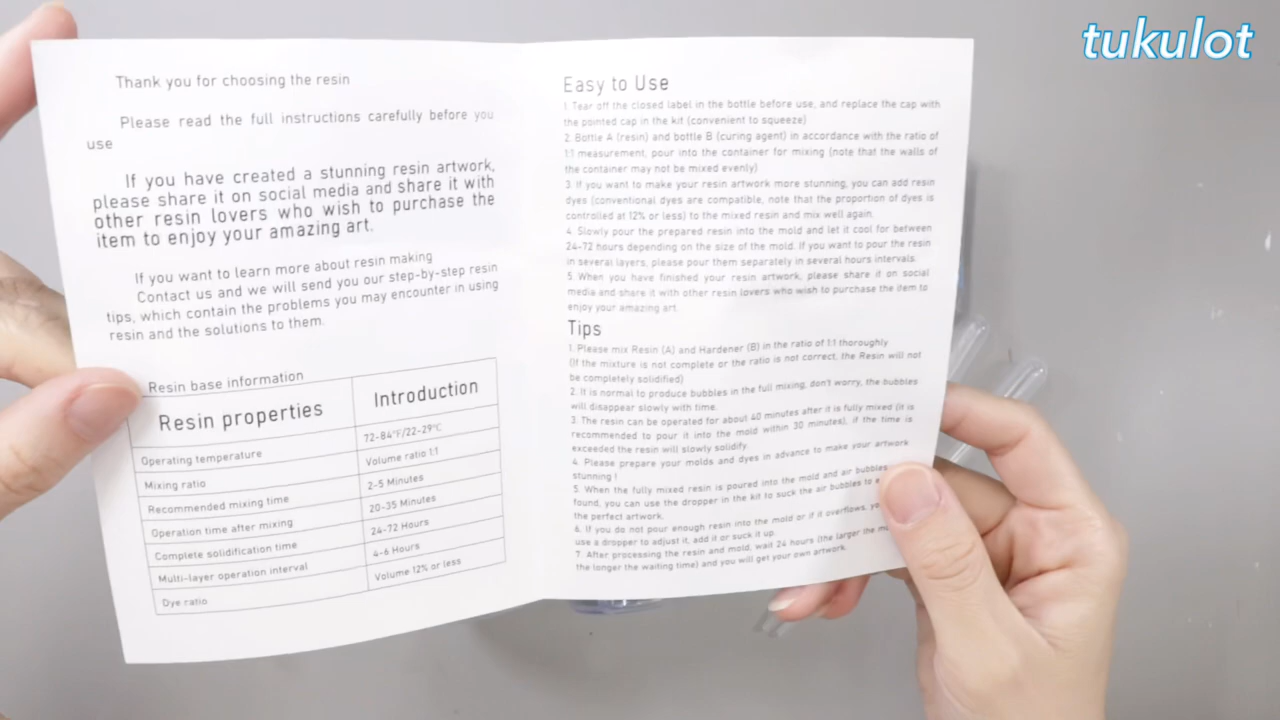 tukulot
Thank you for choosing the resin
Please read the full instructions carefully before you
use
If you have created a stunning resin artwork,
please share it on social media and share it with
other resin lovers who wish to purchase the
item to enjoy your amazing art.
If you want to learn more about resin making
Contact us and we will send you our step-by-step resin
tips, which contain the problems you may encounter in using
resin and the solutions to them.
Resin base information
Resin properties Introduction
Operating temperature 72-84°F/22-29°C
Mixing ratio Volume ratio 1:1
Recommended mixing time 2-5 Minutes
Operation time after mixing 20-35 Minutes
Complete solidification time 24-72 Hours
Multi-layer operation interval 4-6 Hours
Dye ratio Volume 12% or less
Easy to Use
1. Tear off the closed label in the bottle before use, and replace the cap with
the pointed cap in the kit (convenient to squeeze)
2. Bottle A (resin) and bottle B (curing agent) in accordance with the ratio of
1:1 measurement, pour into the container for mixing (note that the walls of
the container may not be mixed evenly)
3. If you want to make your resin artwork more stunning, you can add resin
dyes (conventional dyes are compatible, note that the proportion of dyes is
controlled at 12% or less) to the mixed resin and mix well again.
4. Slowly pour the prepared resin into the mold and let it cool for between
24-72 hours depending on the size of the mold. If you want to pour the resin
in several layers, please pour them separately in several hours intervals.
5. When you have finished your resin artwork, please share it on social
media and share it with other resin lovers who wish to purchase the item to
enjoy your amazing art.
Tips
1. Please mix Resin (A) and Hardener (B) in the ratio of 1:1 thoroughly
(If the mixture is not complete or the ratio is not correct, the Resin will not
be completely solidified)
2. It is normal to produce bubbles in the full mixing, don't worry, the bubbles
will disappear slowly with time.
3. The resin can be operated for about 40 minutes after it is fully mixed (it is
recommended to pour it into the mold within 30 minutes), if the time is
exceeded the resin will slowly solidify.
4. Please prepare your molds and dyes in advance to make your artwork
stunning !
5. When the fully mixed resin is poured into the mold and air bubbles
found, you can use the dropper in the kit to suck the air bubbles to
the perfect artwork.
6. If you do not pour enough resin into the mold or if it overflows,
use a dropper to adjust it, add it or suck it up.
7. After processing the resin and mold, wait 24 hours (the larger the
the longer the waiting time) and you will get your own artwork.